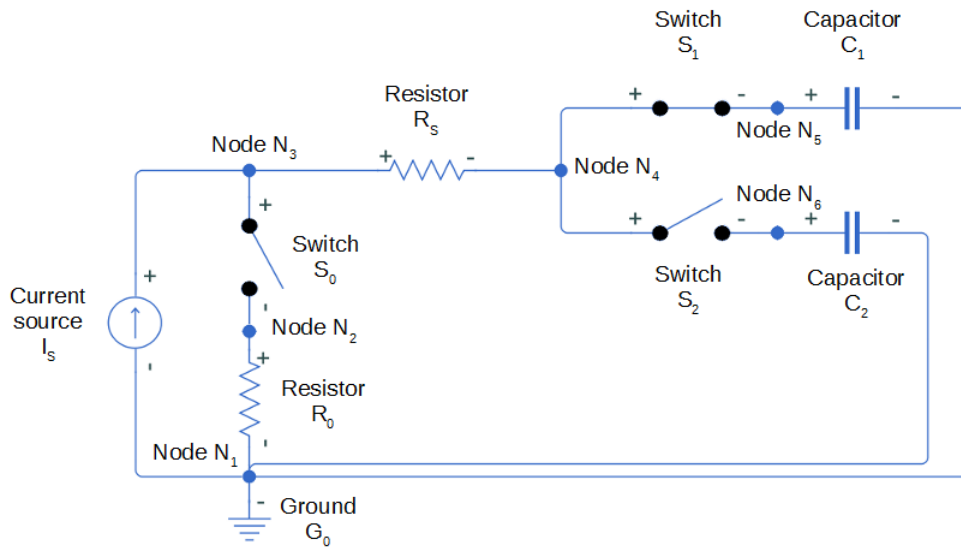 Switch
S₁
Capacitor
C₁
+
-
+
-
Resistor
Rₛ
Node N₅
Node N₃
+
-
Node N₄
Node N₆
+
Switch
S₀
+
-
+
-
Switch
S₂
Capacitor
C₂
+
Current
source
Iₛ
-
-
Node N₂
+
Resistor
R₀
-
Node N₁
-
Ground
G₀